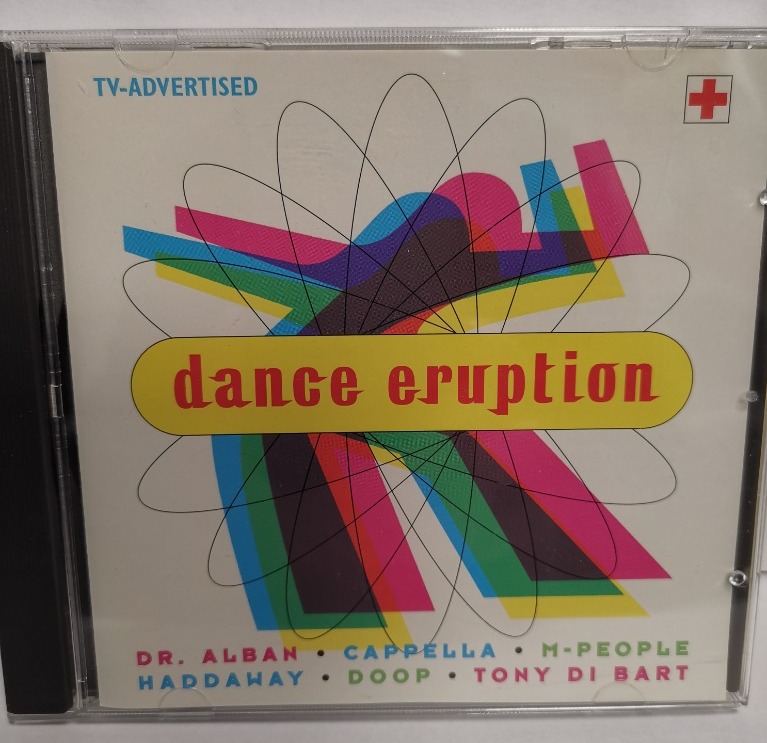 TV-ADVERTISED
dance eruption
DR. ALBAN • CAPPELLA • M-PEOPLE
HADDAWAY • DOOP • TONY DI BART